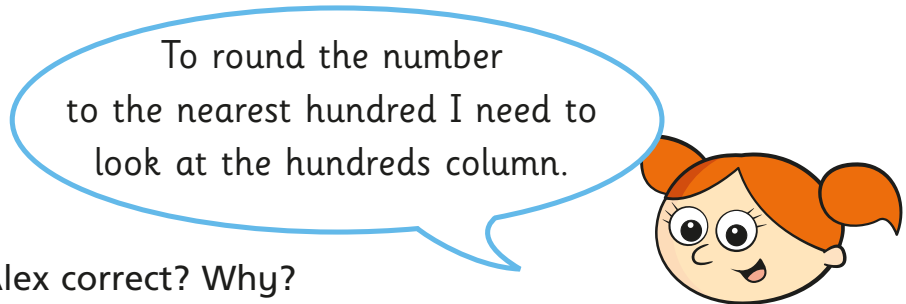 To round the number
to the nearest hundred I need to
look at the hundreds column.
lex correct? Why?